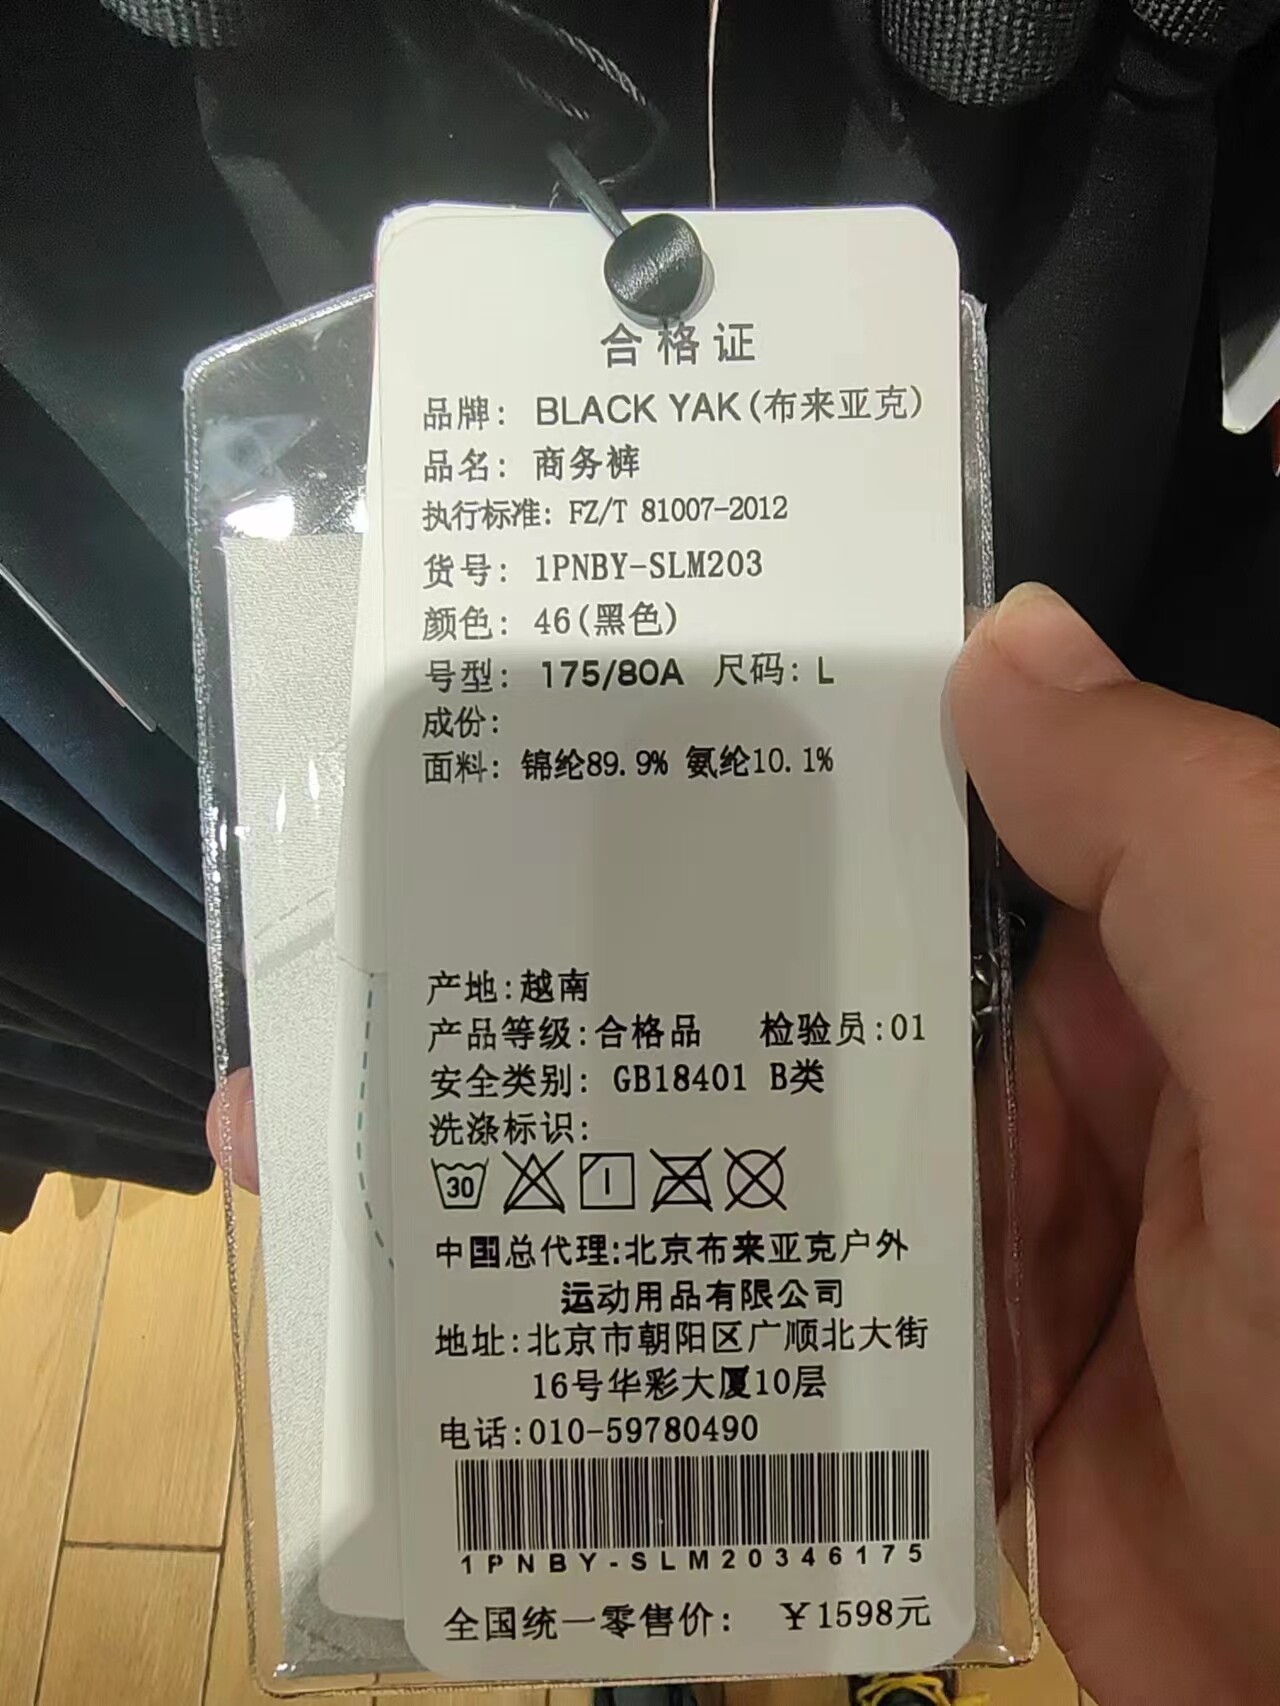 合格证
品牌: BLACK YAK(布来亚克)
品名: 商务裤
执行标准: FZ/T 81007-2012
货号: 1PNBY-SLM203
颜色: 46(黑色)
号型: 175/80A 尺码: L
成份:
面料: 锦纶89.9% 氨纶10.1%
产地:越南
产品等级:合格品 检验员:01
安全类别: GB18401 B类
洗涤标识:
30
中国总代理:北京布来亚克户外
运动用品有限公司
地址:北京市朝阳区广顺北大街
16号华彩大厦10层
电话:010-59780490
1PNBY-SLM20346175
全国统一零售价: ￥1598元